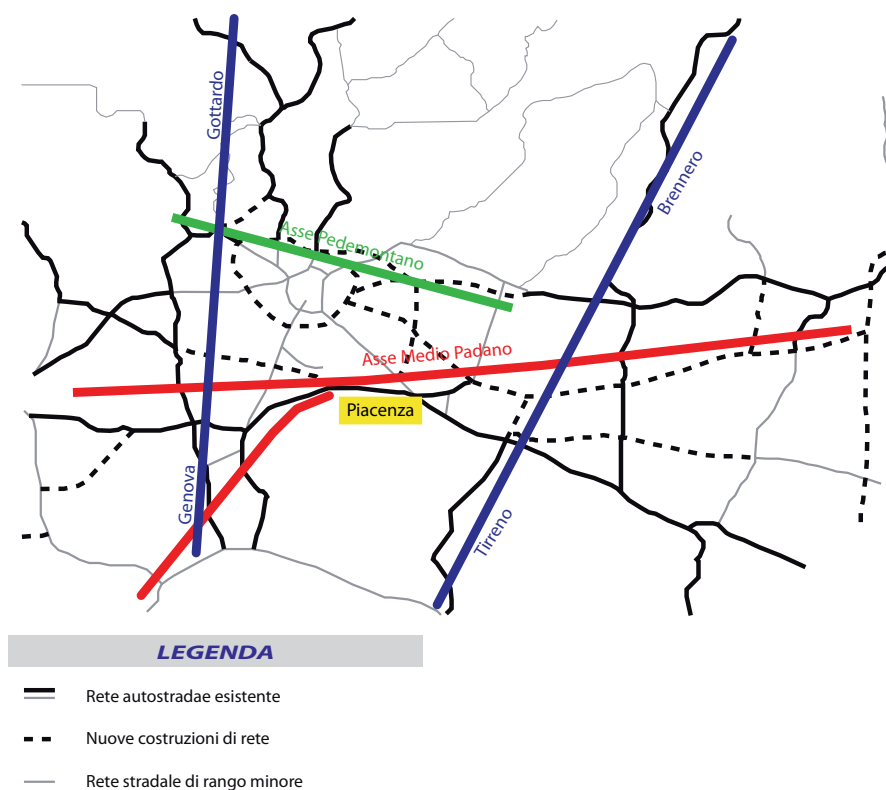 Gottardo
Brennero
Asse Pedemontano
Asse Medio Padano
Piacenza
Genova
Tirreno
LEGENDA
Rete autostradae esistente
Nuove costruzioni di rete
Rete stradale di rango minore